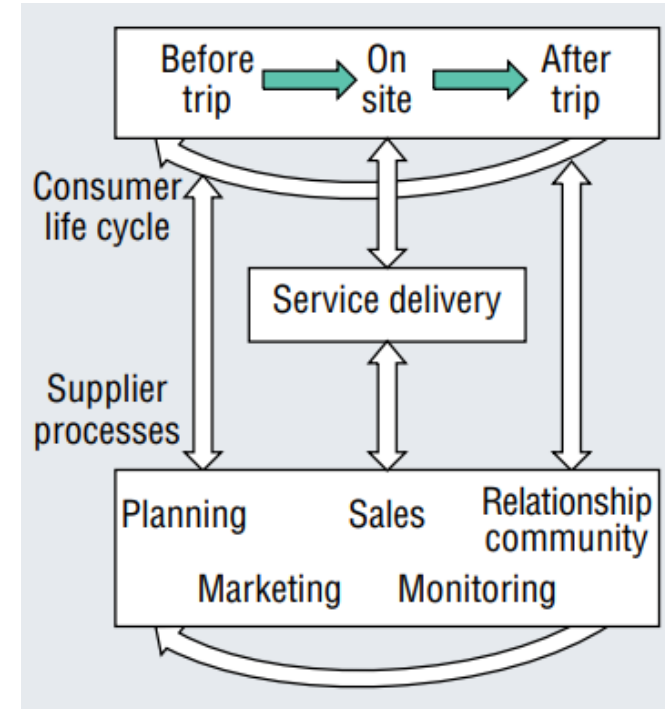 Before
trip
On
site
After
trip
Consumer
life cycle
Service delivery
Supplier
processes
Planning
Sales
Relationship
community
Marketing
Monitoring